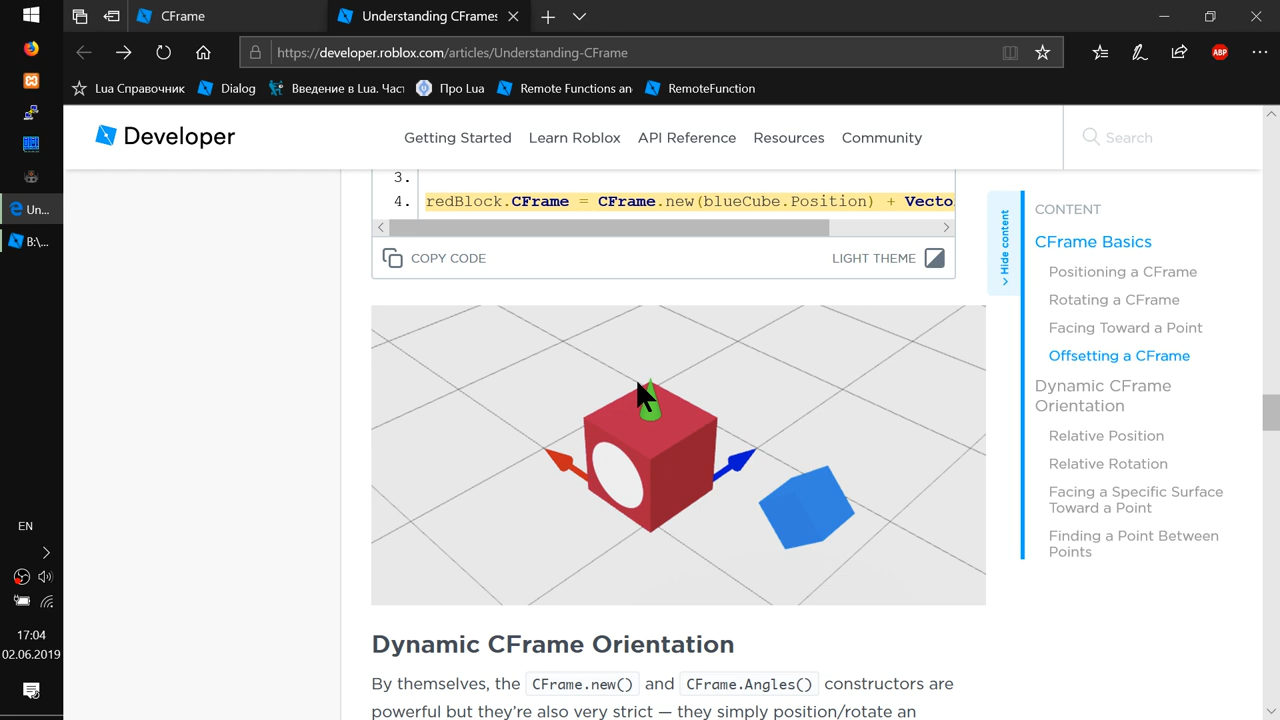 CFrame
Understanding CFrames
https://developer.roblox.com/articles/Understanding-CFrame
ABP
Lua Справочник
Dialog
Введение в Lua. Част
Про Lua
Remote Functions an
RemoteFunction
Developer
Getting Started
Learn Roblox
API Reference
Resources
Community
Search
3.
4. redBlock.CFrame = CFrame.new(blueCube.Position) + Vecto
COPY CODE
LIGHT THEME
Hide content
CONTENT
CFrame Basics
Positioning a CFrame
Rotating a CFrame
Facing Toward a Point
Offsetting a CFrame
Dynamic CFrame
Orientation
Relative Position
Relative Rotation
Facing a Specific Surface
Toward a Point
Finding a Point Between
Points
Dynamic CFrame Orientation
By themselves, the CFrame.new() and CFrame.Angles() constructors are
powerful but they're also very strict — they simply position/rotate an
Un...
B:\...
EN
17:04
02.06.2019